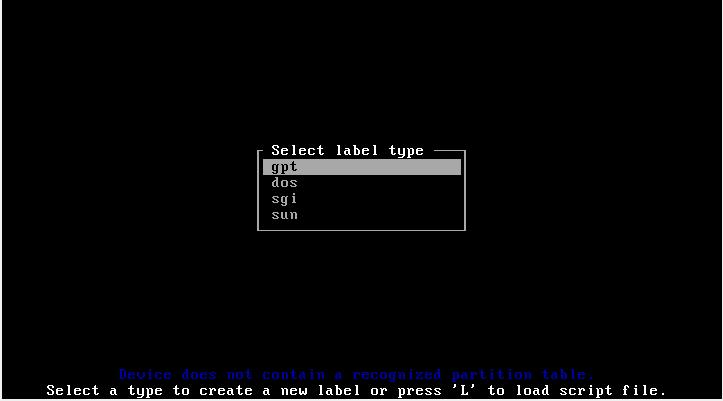 Select label type
gpt
dos
sgi
sun
Device does not contain a recognized partition table.
Select a type to create a new label or press 'L' to load script file.